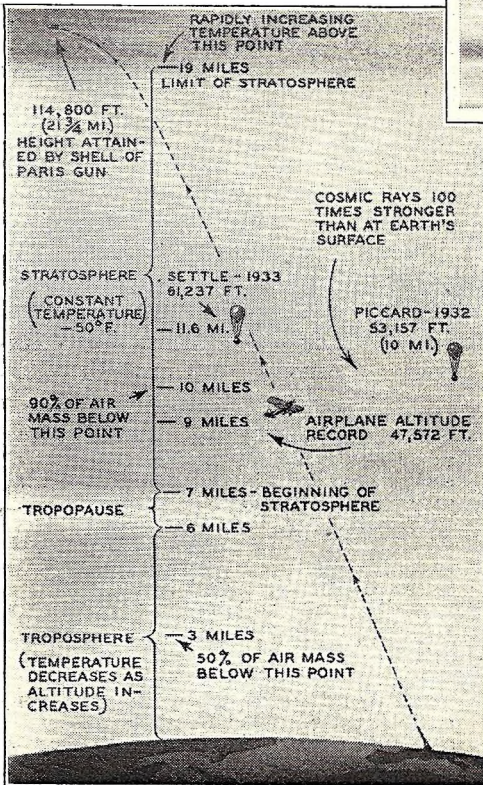 RAPIDLY INCREASING
TEMPERATURE ABOVE
THIS POINT
19 MILES
LIMIT OF STRATOSPHERE
114,800 FT.
(21 3/4 MI.)
HEIGHT ATTAIN-
ED BY SHELL OF
PARIS GUN
COSMIC RAYS 100
TIMES STRONGER
THAN AT EARTH'S
SURFACE
STRATOSPHERE
(CONSTANT
TEMPERATURE
-50°F.)
SETTLE-1933
61,237 FT.
11.6 MI.
PICCARD-1932
53,157 FT.
(10 MI.)
10 MILES
90% OF AIR
MASS BELOW
THIS POINT
9 MILES
AIRPLANE ALTITUDE
RECORD 47,572 FT.
7 MILES-BEGINNING OF
STRATOSPHERE
TROPOPAUSE
6 MILES
TROPOSPHERE
(TEMPERATURE
DECREASES AS
ALTITUDE IN-
CREASES)
3 MILES
50% OF AIR MASS
BELOW THIS POINT